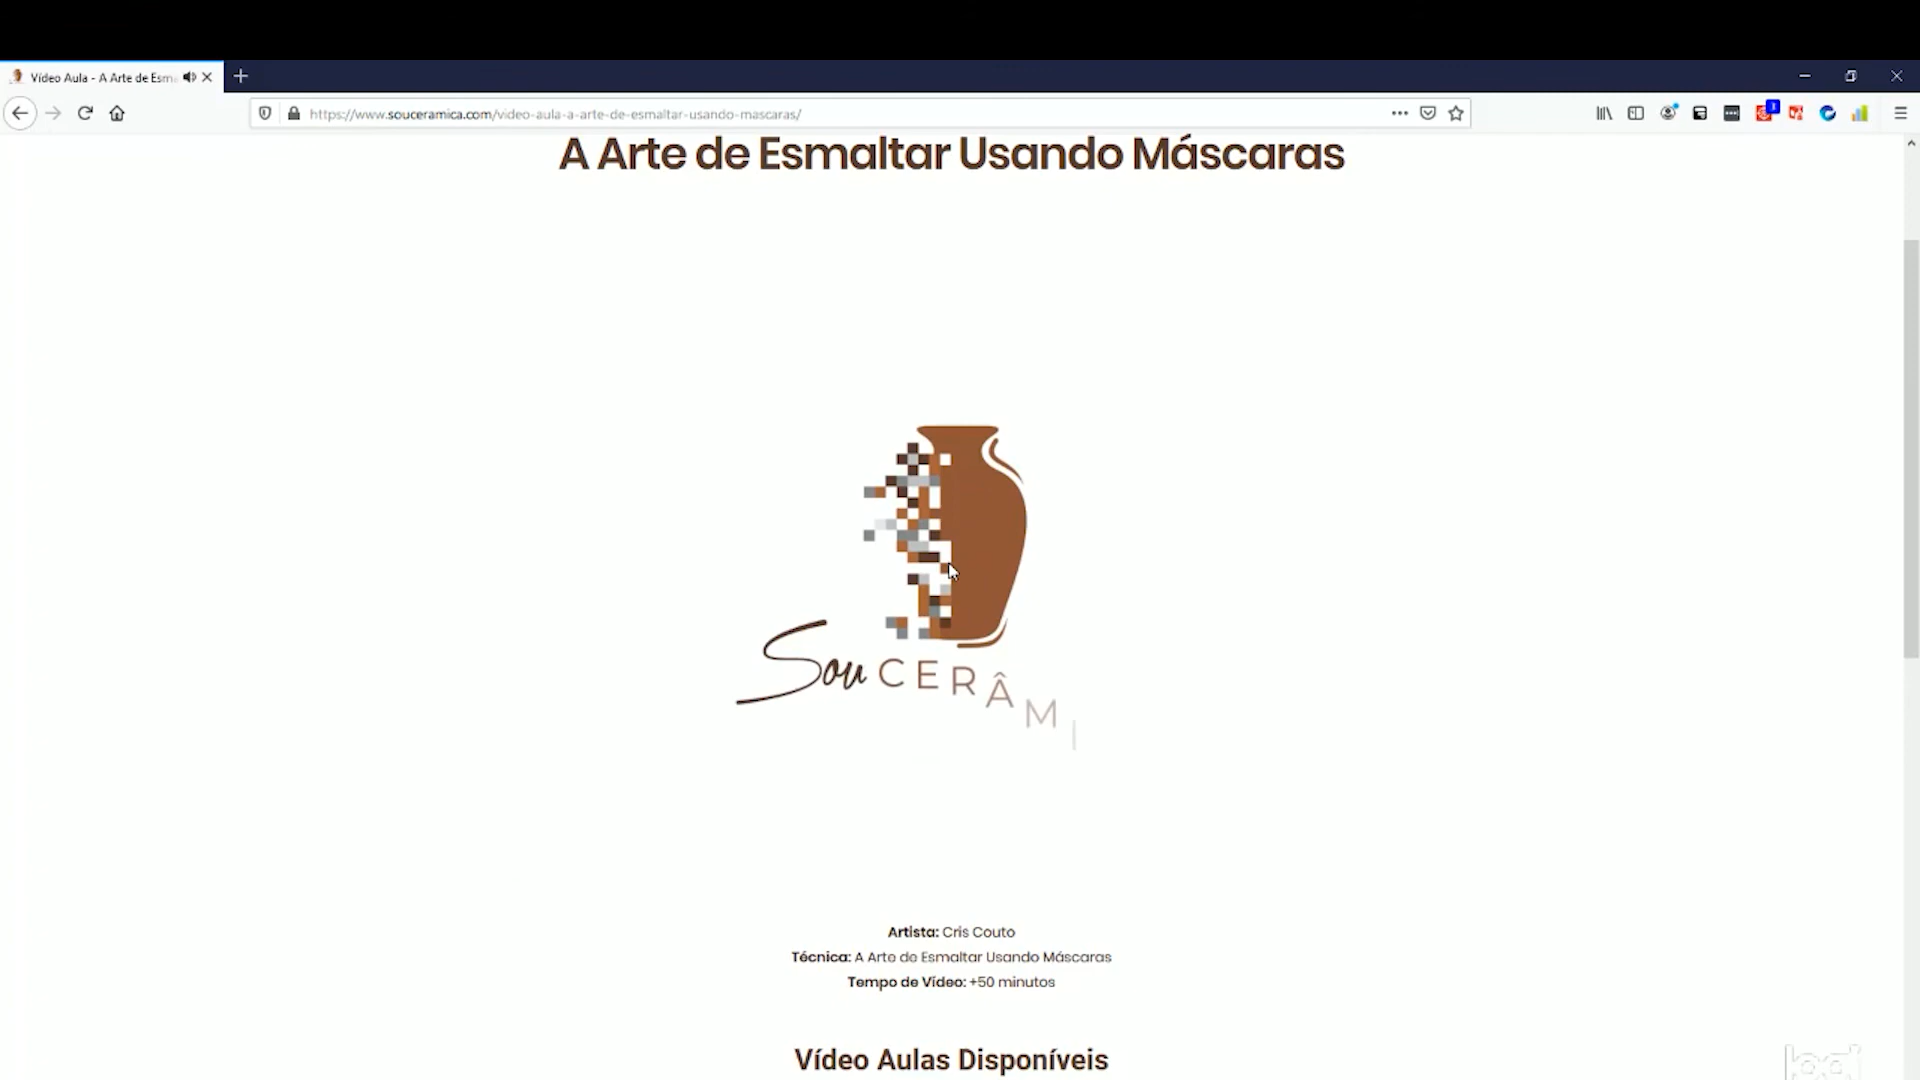 Vídeo Aula - A Arte de Esm
https://www.souceramica.com/video-aula-a-arte-de-esmaltar-usando-mascaras/
A Arte de Esmaltar Usando Máscaras
Sou CERÂMI
Artista: Cris Couto
Técnica: A Arte de Esmaltar Usando Máscaras
Tempo de Vídeo: +50 minutos
Vídeo Aulas Disponíveis